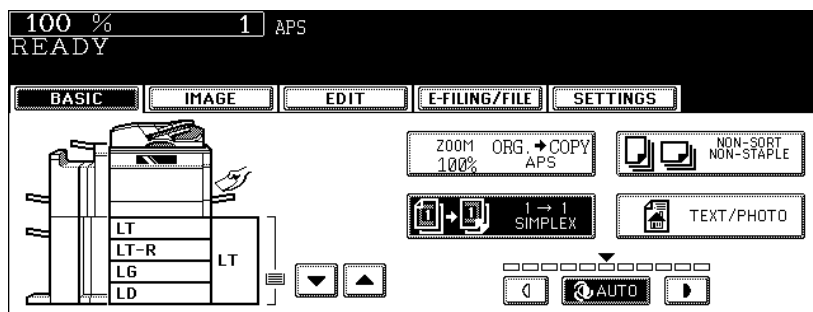 100 % 1 APS
READY
BASIC IMAGE EDIT E-FILING/FILE SETTINGS
ZOOM ORG. ➔ COPY
100% APS
NON-SORT
NON-STAPLE
1 → 1
SIMPLEX
TEXT/PHOTO
LT
LT-R
LG
LD
LT
AUTO